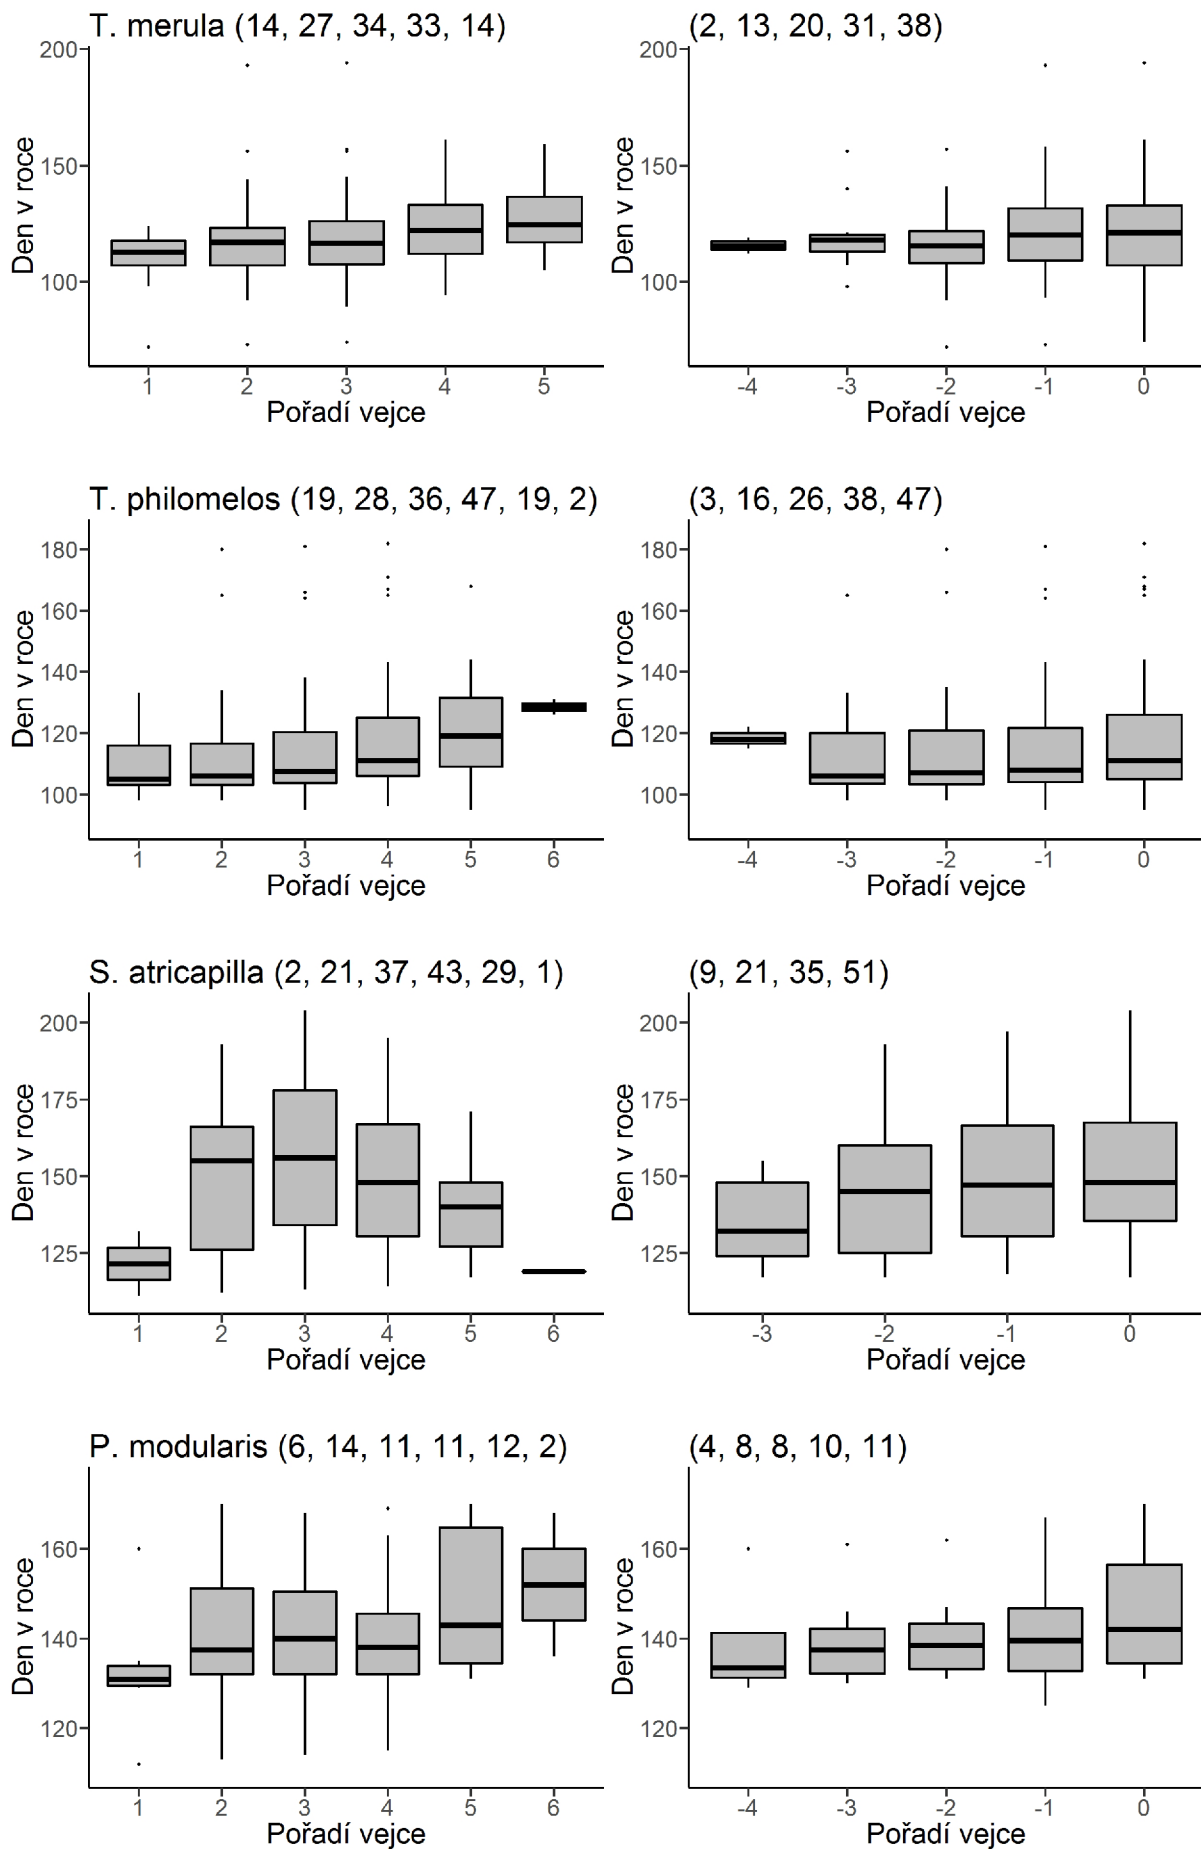 T. merula (14, 27, 34, 33, 14)
Den v roce
200
150
100
1 2 3 4 5
Pořadí vejce
(2, 13, 20, 31, 38)
Den v roce
200
150
100
-4 -3 -2 -1 0
Pořadí vejce
T. philomelos (19, 28, 36, 47, 19, 2)
Den v roce
180
160
140
120
100
1 2 3 4 5 6
Pořadí vejce
(3, 16, 26, 38, 47)
Den v roce
180
160
140
120
100
-4 -3 -2 -1 0
Pořadí vejce
S. atricapilla (2, 21, 37, 43, 29, 1)
Den v roce
200
175
150
125
1 2 3 4 5 6
Pořadí vejce
(9, 21, 35, 51)
Den v roce
200
175
150
125
-3 -2 -1 0
Pořadí vejce
P. modularis (6, 14, 11, 11, 12, 2)
Den v roce
160
140
120
1 2 3 4 5 6
Pořadí vejce
(4, 8, 8, 10, 11)
Den v roce
160
140
120
-4 -3 -2 -1 0
Pořadí vejce